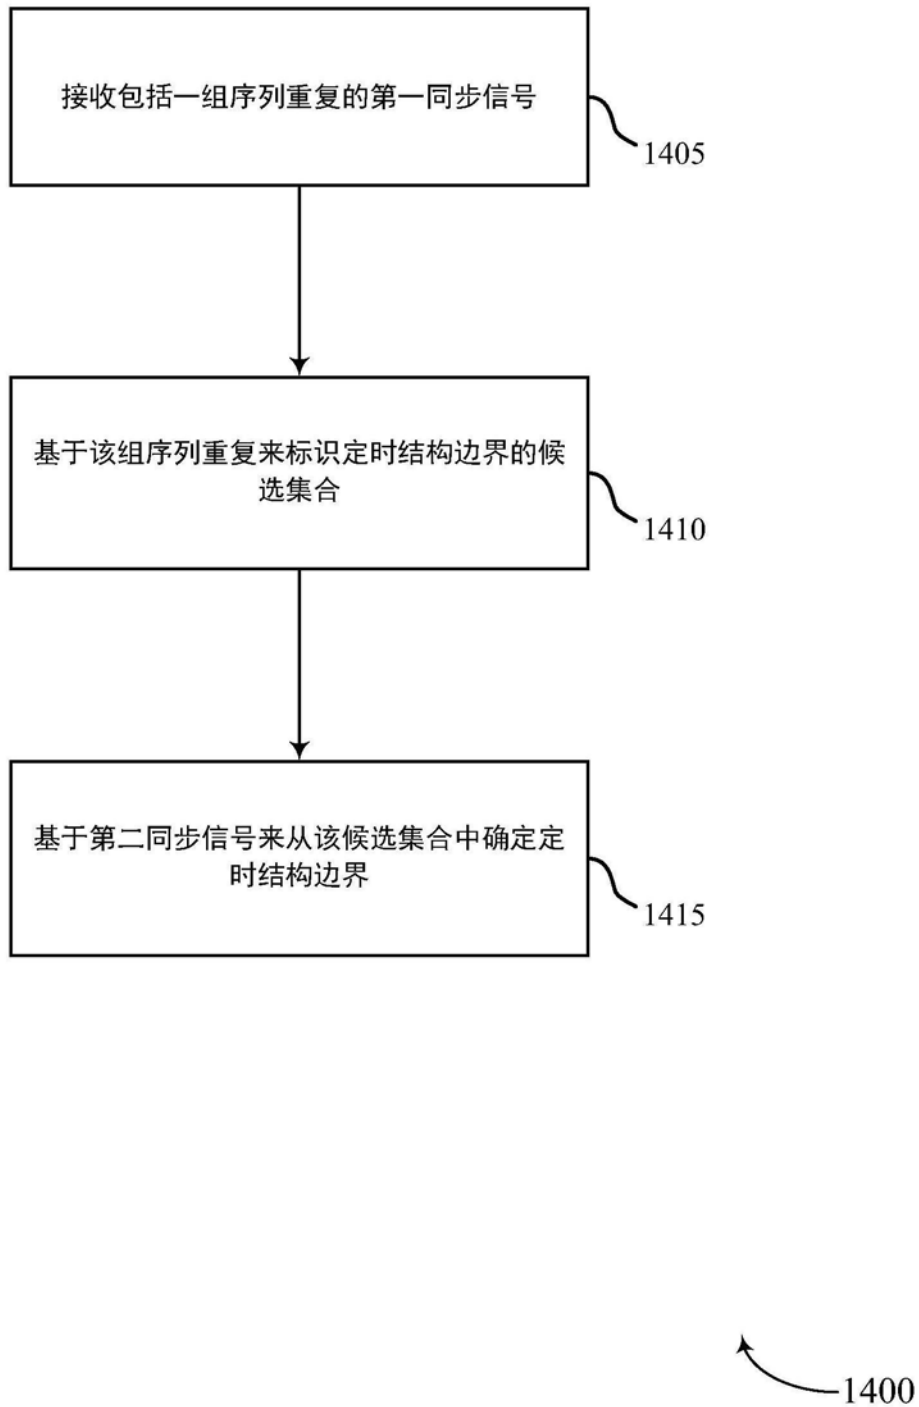 接收包括一组序列重复的第一同步信号
1405
基于该组序列重复来标识定时结构边界的候
选集合
1410
基于第二同步信号来从该候选集合中确定定
时结构边界
1415
1400